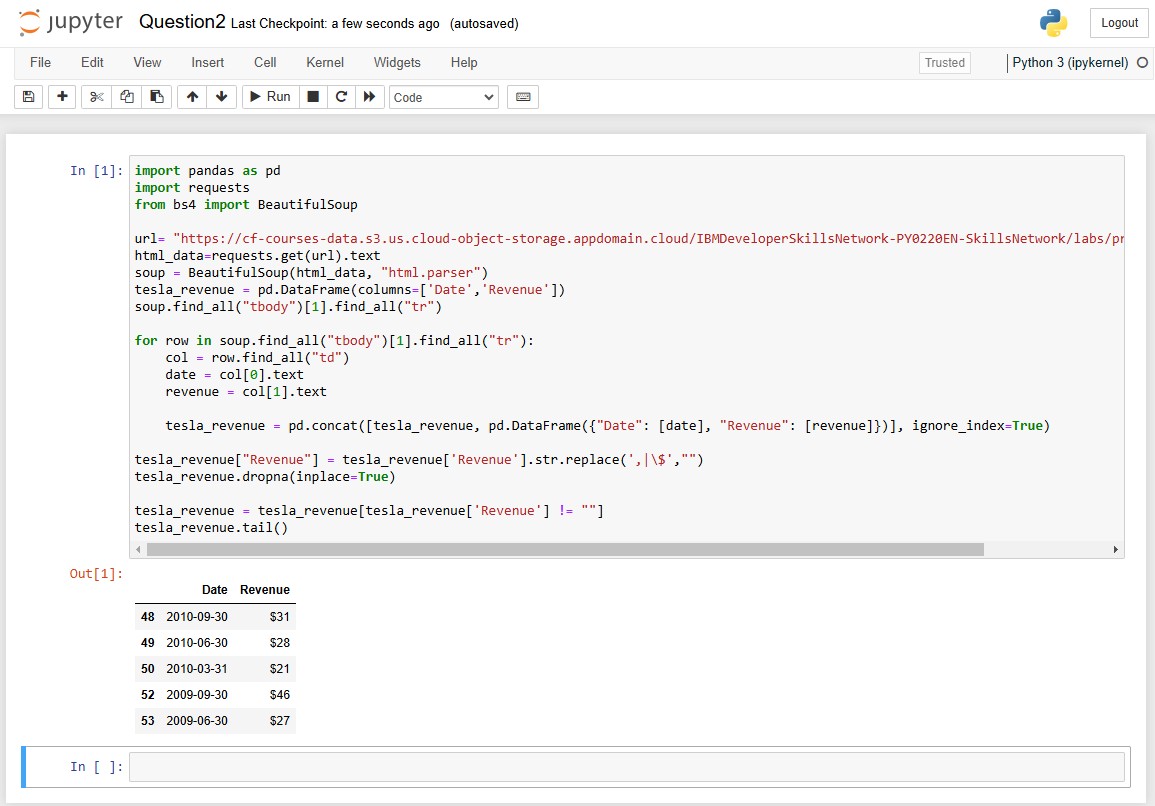 jupyter Question2 Last Checkpoint: a few seconds ago (autosaved)
Logout
File Edit View Insert Cell Kernel Widgets Help
Trusted
Python 3 (ipykernel)
Run
Code
In [1]:
import pandas as pd
import requests
from bs4 import BeautifulSoup
url= "https://cf-courses-data.s3.us.cloud-object-storage.appdomain.cloud/IBMDeveloperSkillsNetwork-PY0220EN-SkillsNetwork/labs/pr
html_data=requests.get(url).text
soup = BeautifulSoup(html_data, "html.parser")
tesla_revenue = pd.DataFrame(columns=['Date','Revenue'])
soup.find_all("tbody")[1].find_all("tr")
for row in soup.find_all("tbody")[1].find_all("tr"):
    col = row.find_all("td")
    date = col[0].text
    revenue = col[1].text
    tesla_revenue = pd.concat([tesla_revenue, pd.DataFrame({"Date": [date], "Revenue": [revenue]})], ignore_index=True)
tesla_revenue["Revenue"] = tesla_revenue['Revenue'].str.replace(',|\$',"")
tesla_revenue.dropna(inplace=True)
tesla_revenue = tesla_revenue[tesla_revenue['Revenue'] != ""]
tesla_revenue.tail()
Out[1]:
Date Revenue
48 2010-09-30 $31
49 2010-06-30 $28
50 2010-03-31 $21
52 2009-09-30 $46
53 2009-06-30 $27
In [ ]: